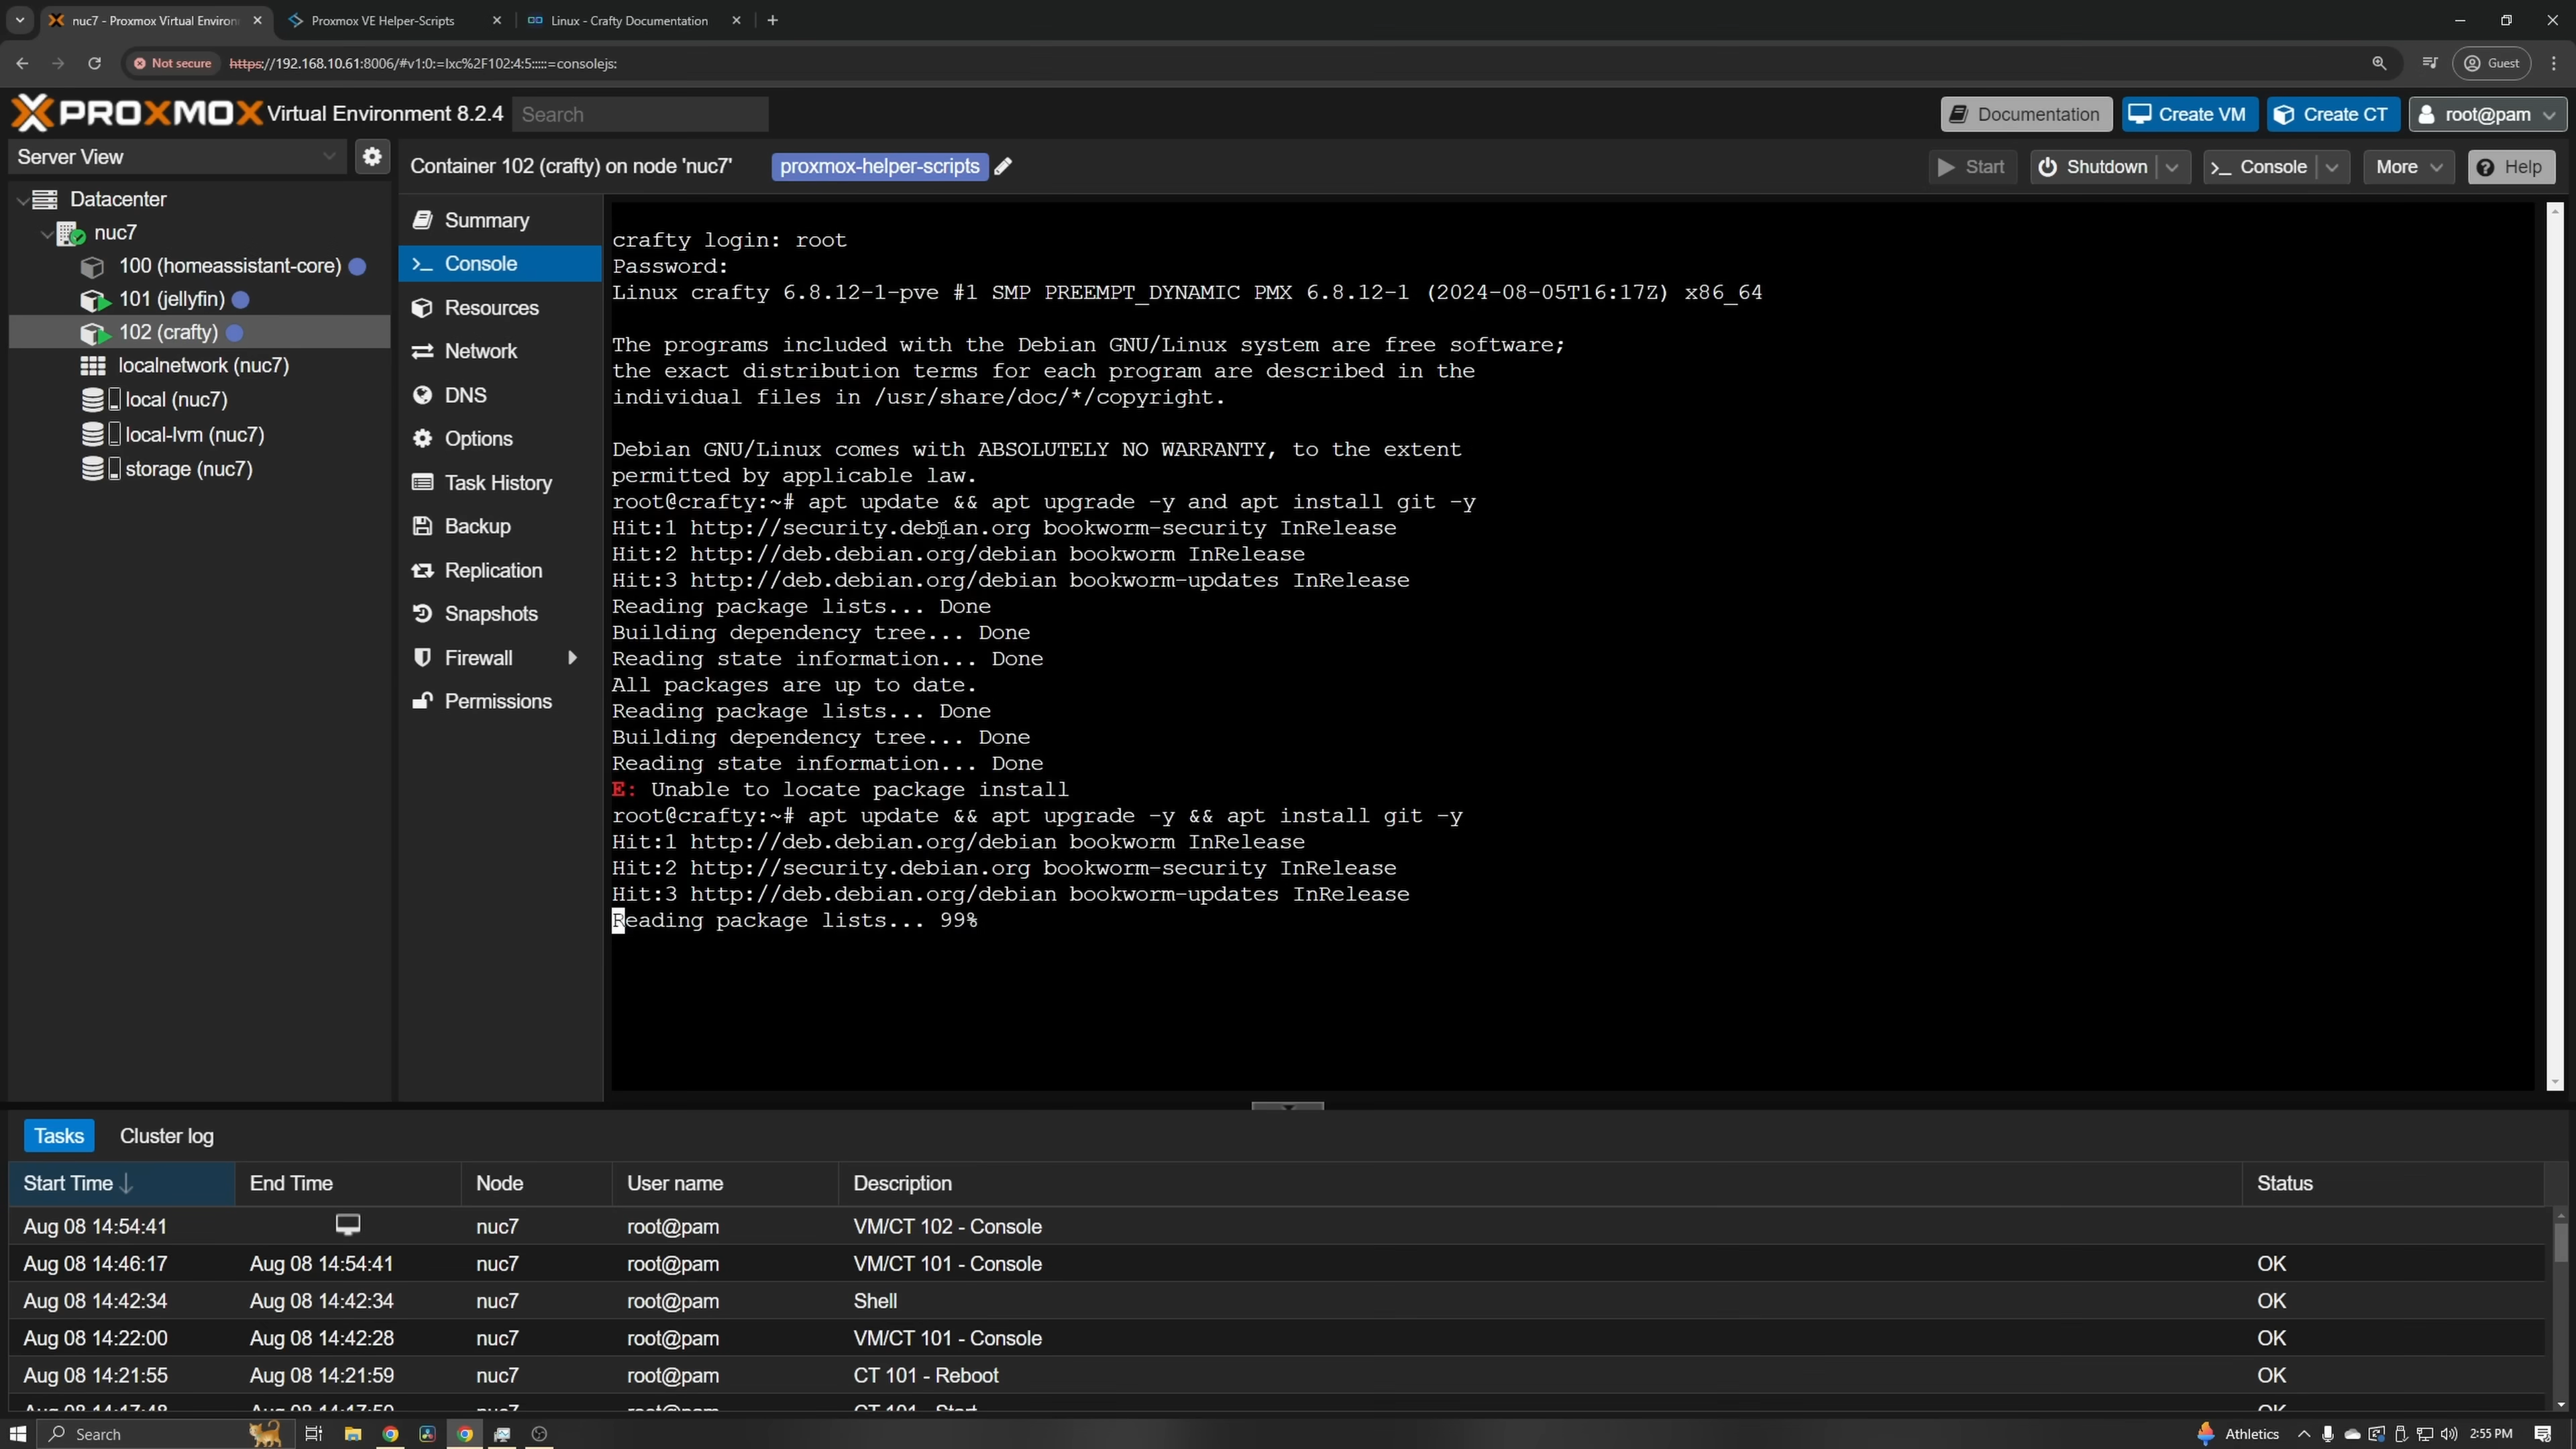 nuc7 - Proxmox Virtual Environ
Proxmox VE Helper-Scripts
Linux - Crafty Documentation
Not secure
https://192.168.10.61:8006/#v1:0:=lxc%2F102:4:5:::::=consolejs:
Guest
PROXMOX Virtual Environment 8.2.4
Search
Documentation
Create VM
Create CT
root@pam
Server View
Container 102 (crafty) on node 'nuc7'
proxmox-helper-scripts
Start
Shutdown
Console
More
Help
Datacenter
nuc7
100 (homeassistant-core)
101 (jellyfin)
102 (crafty)
localnetwork (nuc7)
local (nuc7)
local-lvm (nuc7)
storage (nuc7)
Summary
Console
Resources
Network
DNS
Options
Task History
Backup
Replication
Snapshots
Firewall
Permissions
crafty login: root
Password:
Linux crafty 6.8.12-1-pve #1 SMP PREEMPT_DYNAMIC PMX 6.8.12-1 (2024-08-05T16:17Z) x86_64
The programs included with the Debian GNU/Linux system are free software;
the exact distribution terms for each program are described in the
individual files in /usr/share/doc/*/copyright.
Debian GNU/Linux comes with ABSOLUTELY NO WARRANTY, to the extent
permitted by applicable law.
root@crafty:~# apt update && apt upgrade -y and apt install git -y
Hit:1 http://security.debian.org bookworm-security InRelease
Hit:2 http://deb.debian.org/debian bookworm InRelease
Hit:3 http://deb.debian.org/debian bookworm-updates InRelease
Reading package lists... Done
Building dependency tree... Done
Reading state information... Done
All packages are up to date.
Reading package lists... Done
Building dependency tree... Done
Reading state information... Done
E: Unable to locate package install
root@crafty:~# apt update && apt upgrade -y && apt install git -y
Hit:1 http://deb.debian.org/debian bookworm InRelease
Hit:2 http://security.debian.org bookworm-security InRelease
Hit:3 http://deb.debian.org/debian bookworm-updates InRelease
Reading package lists... 99%
Tasks
Cluster log
Start Time End Time Node User name Description Status
Aug 08 14:54:41 nuc7 root@pam VM/CT 102 - Console
Aug 08 14:46:17 Aug 08 14:54:41 nuc7 root@pam VM/CT 101 - Console OK
Aug 08 14:42:34 Aug 08 14:42:34 nuc7 root@pam Shell OK
Aug 08 14:22:00 Aug 08 14:42:28 nuc7 root@pam VM/CT 101 - Console OK
Aug 08 14:21:55 Aug 08 14:21:59 nuc7 root@pam CT 101 - Reboot OK
Search
Athletics
2:55 PM